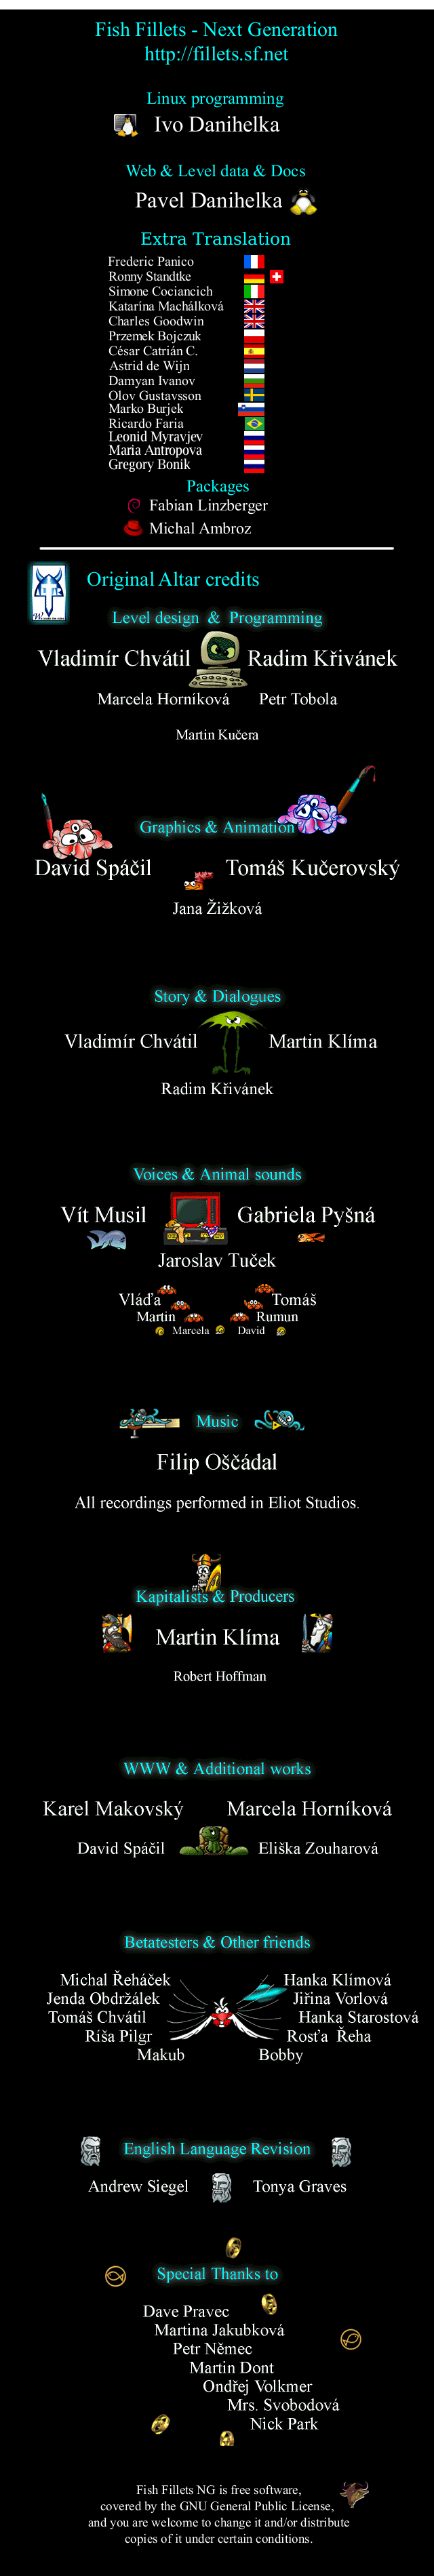 Fish Fillets - Next Generation
http://fillets.sf.net
Linux programming
Ivo Danihelka
Web & Level data & Docs
Pavel Danihelka
Extra Translation
Frederic Panico
Ronny Standtke
Simone Cociancich
Katarína Machálková
Charles Goodwin
Przemek Bojczuk
César Catrián C.
Astrid de Wijn
Damyan Ivanov
Olov Gustavsson
Marko Burjek
Ricardo Faria
Leonid Myravjev
Maria Antropova
Gregory Bonik
Packages
Fabian Linzberger
Michal Ambroz
Original Altar credits
Level design & Programming
Vladimír Chvátil Radim Křivánek
Marcela Horníková Petr Tobola
Martin Kučera
Graphics & Animation
David Spáčil Tomáš Kučerovský
Jana Žižková
Story & Dialogues
Vladimír Chvátil Martin Klíma
Radim Křivánek
Voices & Animal sounds
Vít Musil Gabriela Pyšná
Jaroslav Tuček
Vláďa Tomáš
Martin Rumun
Marcela David
Music
Filip Oščádal
All recordings performed in Eliot Studios.
Kapitalists & Producers
Martin Klíma
Robert Hoffman
WWW & Additional works
Karel Makovský Marcela Horníková
David Spáčil Eliška Zouharová
Betatesters & Other friends
Michal Řeháček Hanka Klímová
Jenda Obdržálek Jiřina Vorlová
Tomáš Chvátil Hanka Starostová
Ríša Pilgr Rosťa Řeha
Makub Bobby
English Language Revision
Andrew Siegel Tonya Graves
Special Thanks to
Dave Pravec
Martina Jakubková
Petr Němec
Martin Dont
Ondřej Volkmer
Mrs. Svobodová
Nick Park
Fish Fillets NG is free software,
covered by the GNU General Public License,
and you are welcome to change it and/or distribute
copies of it under certain conditions.